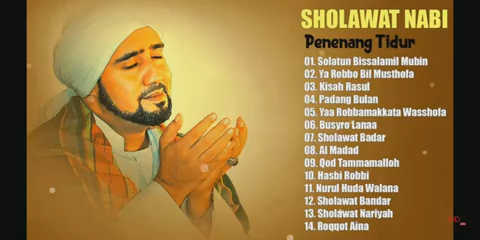 SHOLAWAT NABI
Penenang Tidur
01. Solatun Bissalamil Mubin
02. Ya Robbo Bil Musthofa
03. Kisah Rasul
04. Padang Bulan
05. Yaa Robbamakkata Wasshofa
06. Busyro Lanaa
07. Sholawat Badar
08. Al Madad
09. Qod Tammamalloh
10. Hasbi Robbi
11. Nurul Huda Walana
12. Sholawat Bandar
13. Sholawat Nariyah
14. Roqqot Aina